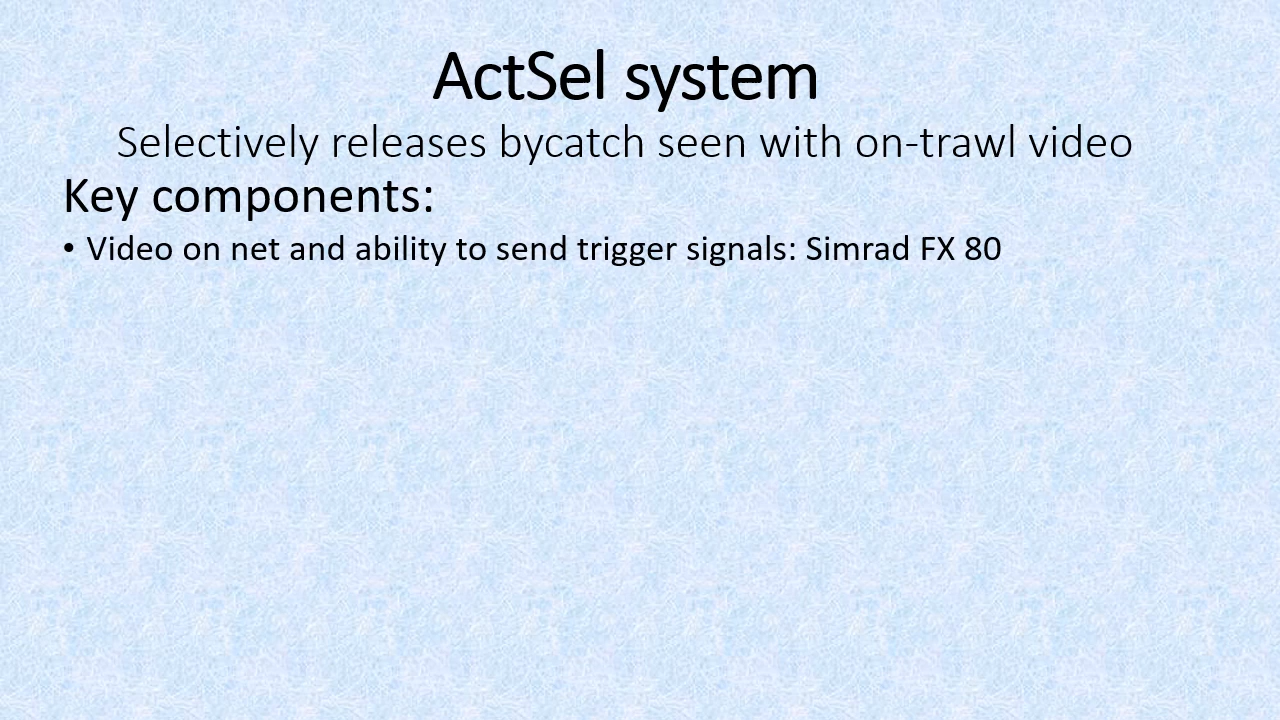 ActSel system
Selectively releases bycatch seen with on-trawl video
Key components:
• Video on net and ability to send trigger signals: Simrad FX 80